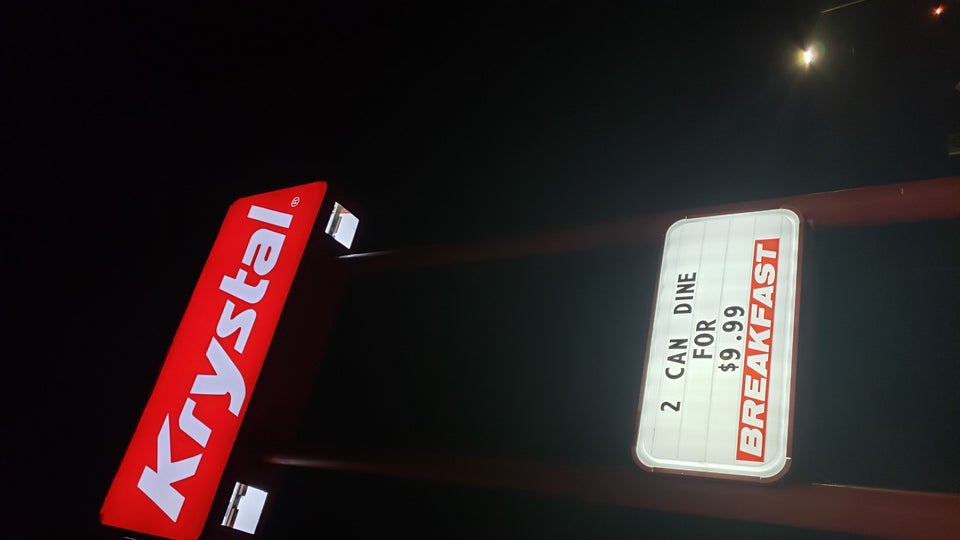 Krystal®
2 CAN DINE
FOR
$9.99
BREAKFAST